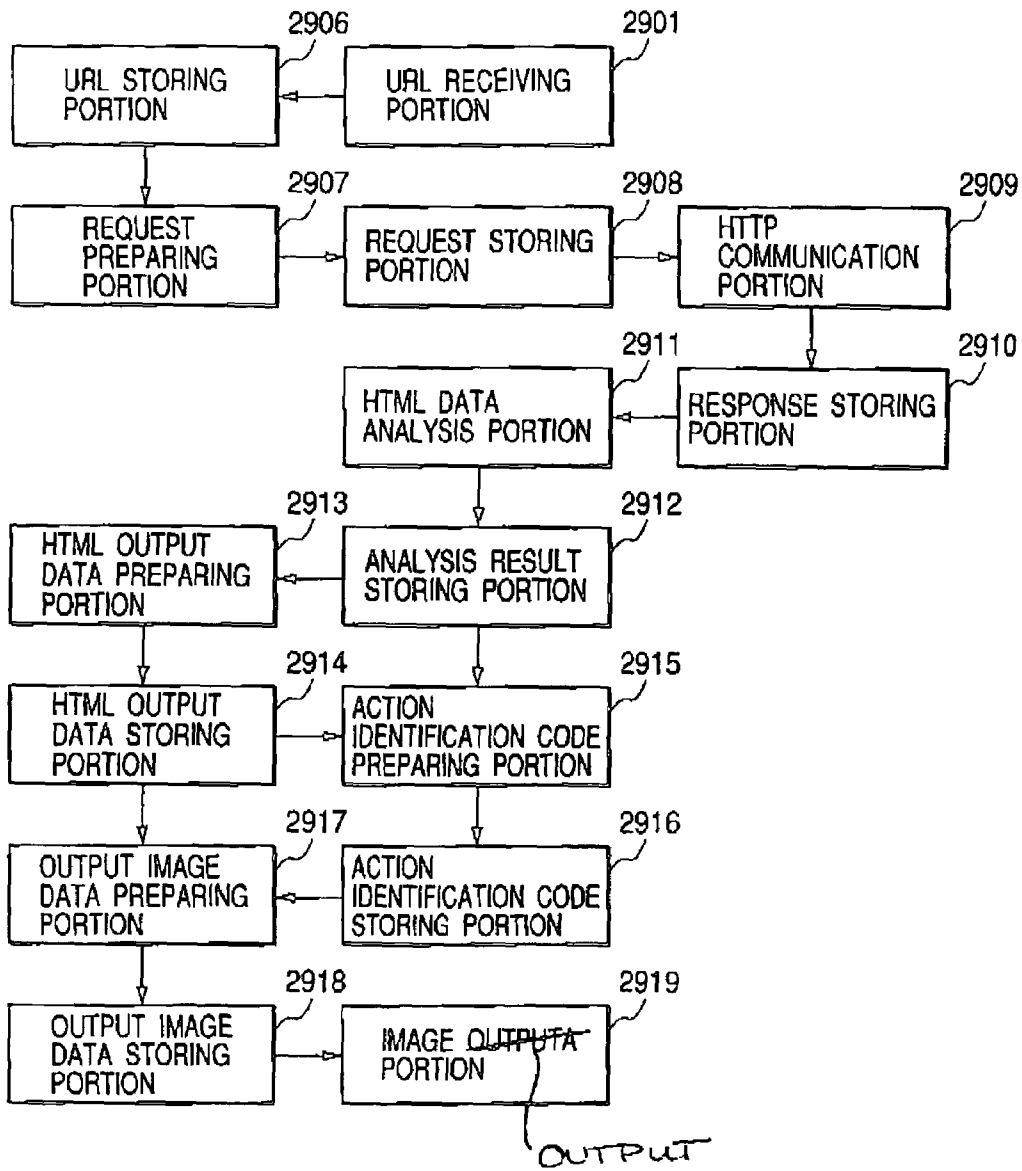 2906
2901
URL STORING
PORTION
URL RECEIVING
PORTION
2907
2908
2909
REQUEST
PREPARING
PORTION
REQUEST STORING
PORTION
HTTP
COMMUNICATION
PORTION
2911
2910
HTML DATA
ANALYSIS PORTION
RESPONSE STORING
PORTION
2913
2912
HTML OUTPUT
DATA PREPARING
PORTION
ANALYSIS RESULT
STORING PORTION
2914
2915
HTML OUTPUT
DATA STORING
PORTION
ACTION
IDENTIFICATION CODE
PREPARING PORTION
2917
2916
OUTPUT IMAGE
DATA PREPARING
PORTION
ACTION
IDENTIFICATION CODE
STORING PORTION
2918
2919
OUTPUT IMAGE
DATA STORING
PORTION
IMAGE OUTPUTA
PORTION
OUTPUT